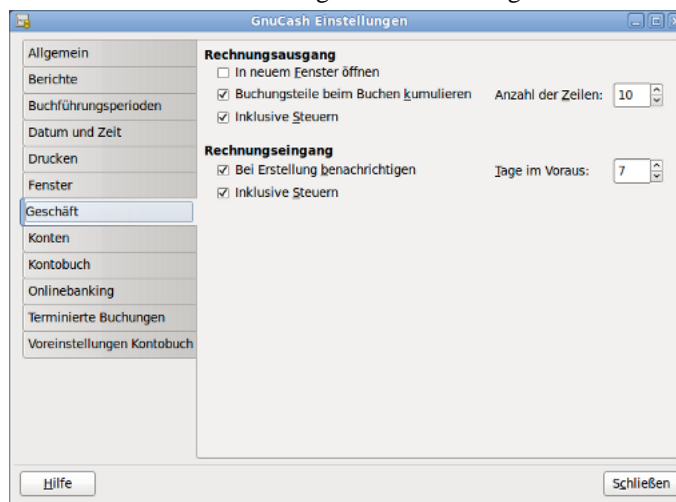 GnuCash Einstellungen
Allgemein
Berichte
Buchführungsperioden
Datum und Zeit
Drucken
Fenster
Geschäft
Konten
Kontobuch
Onlinebanking
Terminierte Buchungen
Voreinstellungen Kontobuch
Rechnungsausgang
In neuem Fenster öffnen
Buchungsteile beim Buchen kumulieren Anzahl der Zeilen: 10
Inklusive Steuern
Rechnungseingang
Bei Erstellung benachrichtigen Tage im Voraus: 7
Inklusive Steuern
Hilfe
Schließen